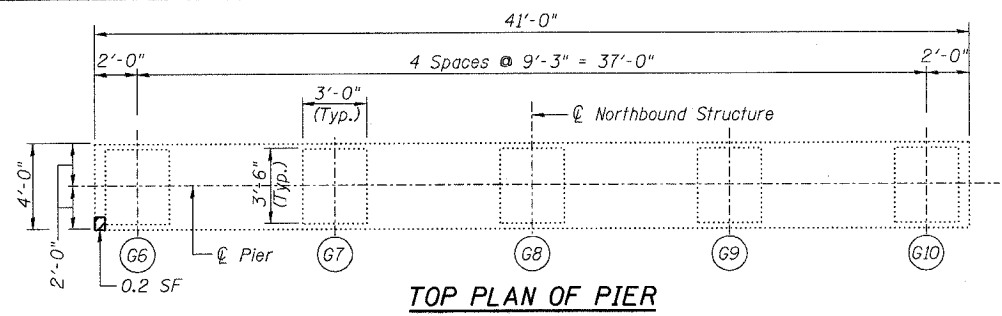 41'-0"
2'-0"
4 Spaces @ 9'-3" = 37'-0"
2'-0"
3'-0"
(Typ.)
℄ Northbound Structure
4'-0"
3'-6"
(Typ.)
2'-0"
G6
℄ Pier
G7
G8
G9
G10
0.2 SF
TOP PLAN OF PIER